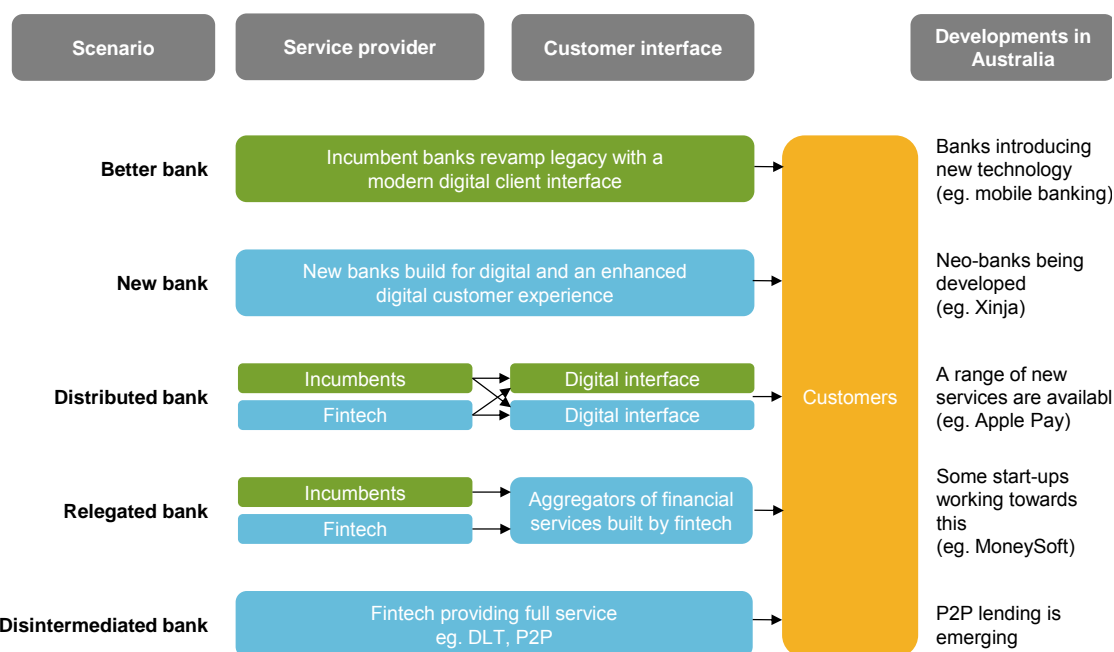 Scenario
Service provider
Customer interface
Developments in
Australia
Better bank
Incumbent banks revamp legacy with a
modern digital client interface
Banks introducing
new technology
(eg. mobile banking)
New bank
New banks build for digital and an enhanced
digital customer experience
Neo-banks being
developed
(eg. Xinja)
Distributed bank
Incumbents
Digital interface
Fintech
Digital interface
Customers
A range of new
services are availabl
(eg. Apple Pay)
Relegated bank
Incumbents
Fintech
Aggregators of financial
services built by fintech
Some start-ups
working towards
this
(eg. MoneySoft)
Disintermediated bank
Fintech providing full service
eg. DLT, P2P
P2P lending is
emerging